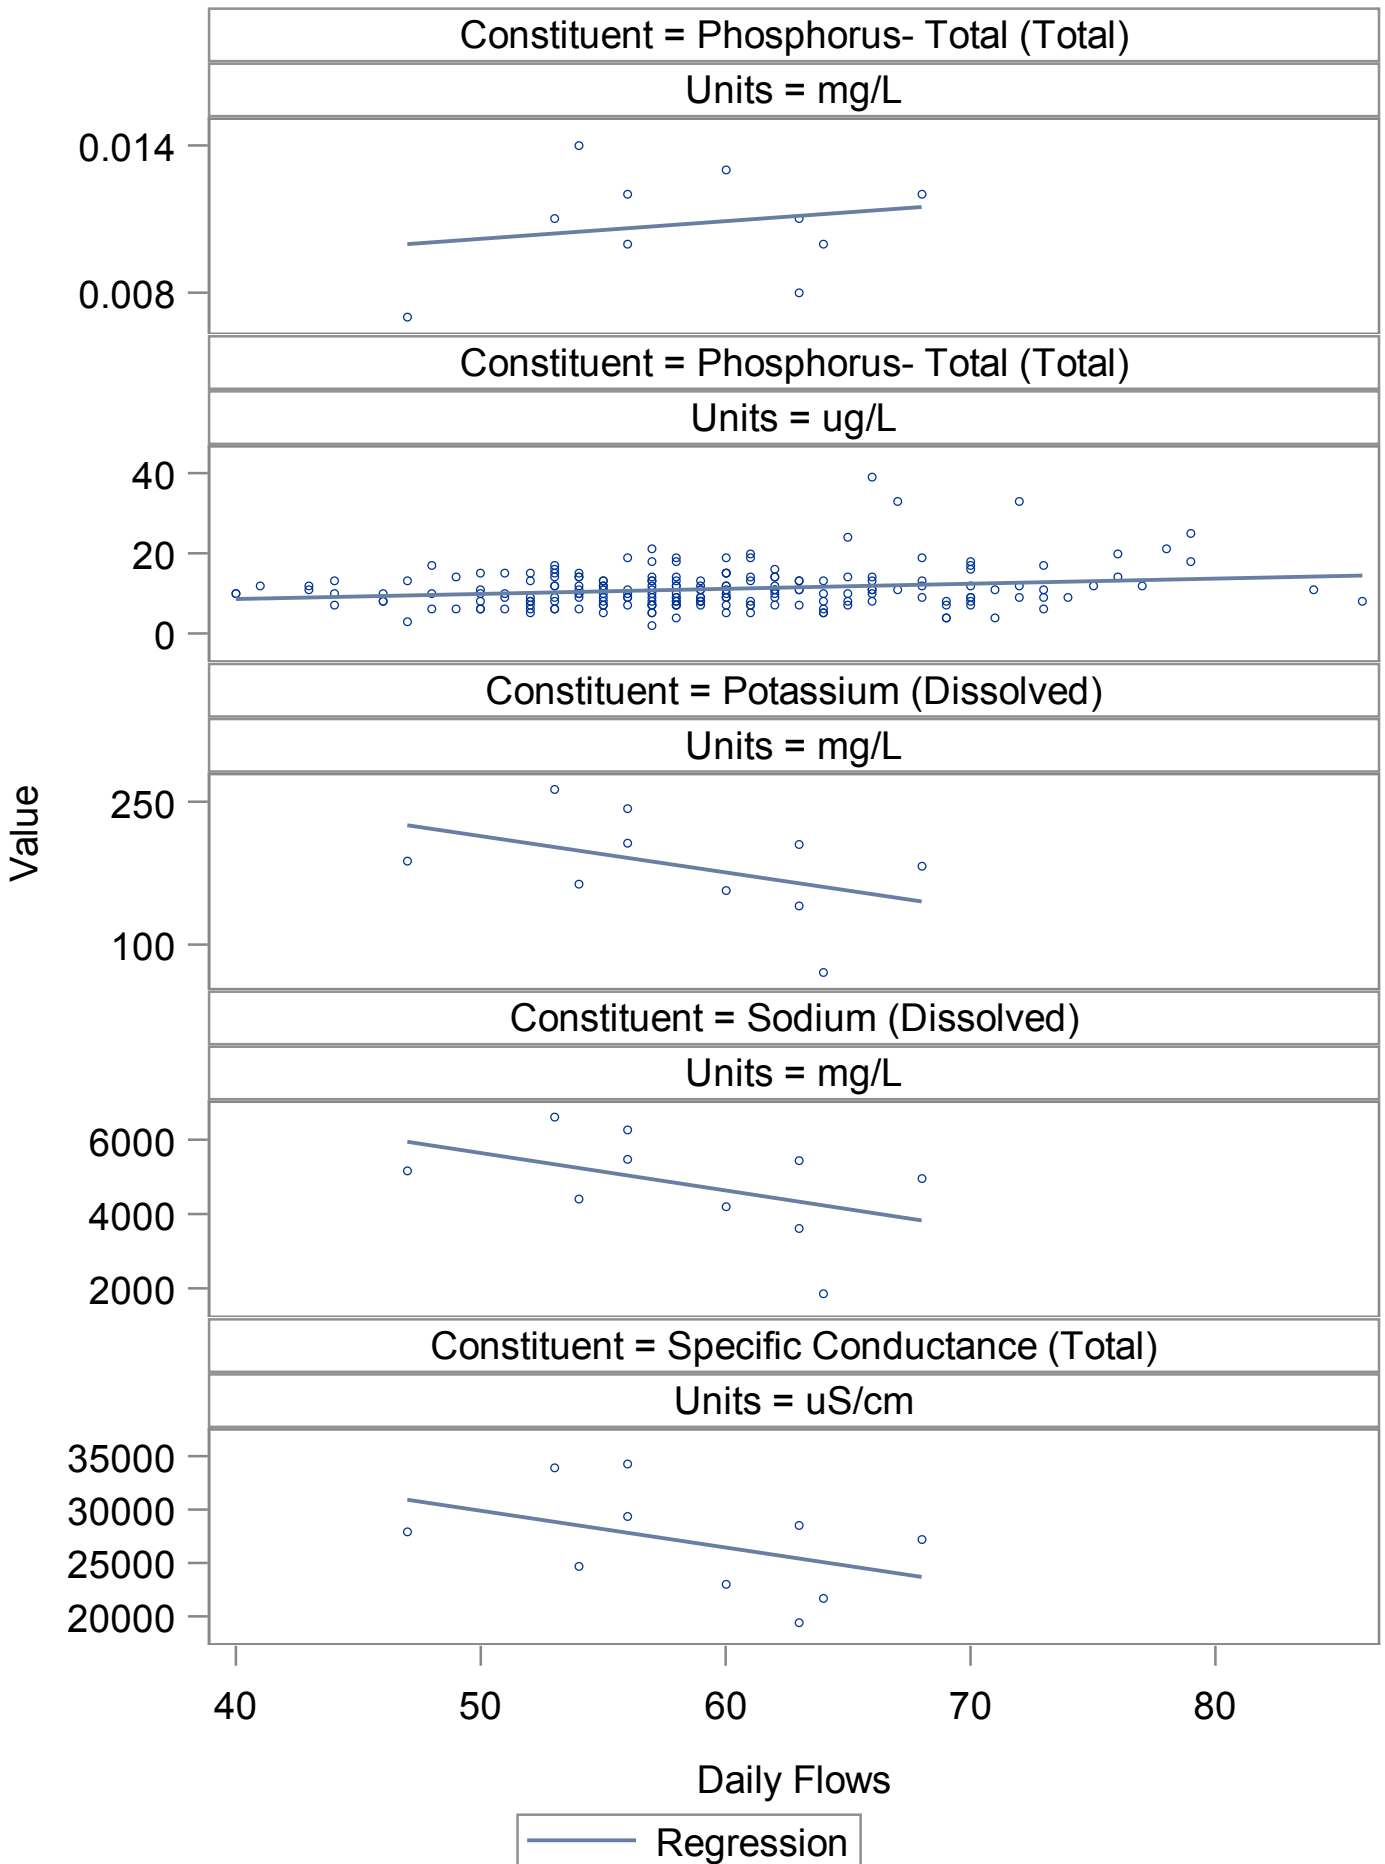 Constituent = Phosphorus- Total (Total)
Units = mg/L
0.014
0.008
Constituent = Phosphorus- Total (Total)
Units = ug/L
40
20
0
Constituent = Potassium (Dissolved)
Units = mg/L
250
100
Value
Constituent = Sodium (Dissolved)
Units = mg/L
6000
4000
2000
Constituent = Specific Conductance (Total)
Units = uS/cm
35000
30000
25000
20000
40 50 60 70 80
Daily Flows
Regression